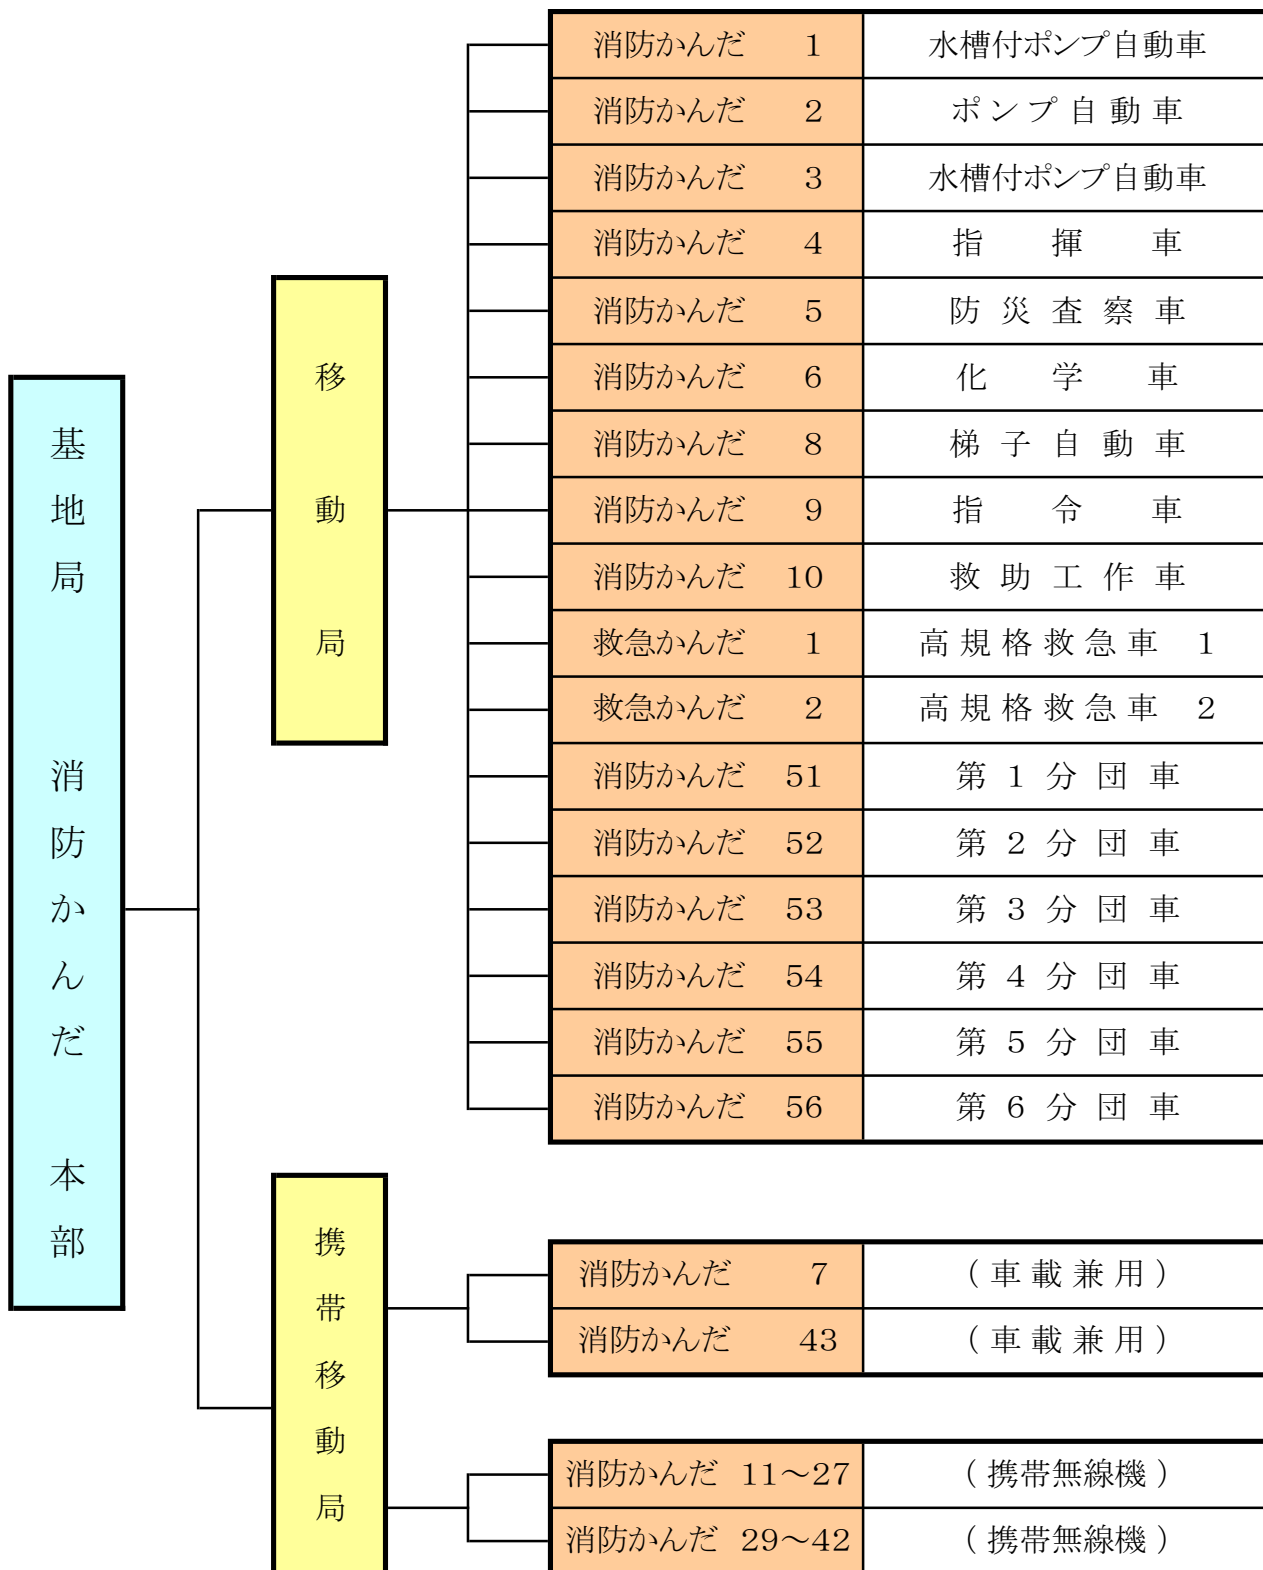 基地局 消防かんだ 本部
移動局
消防かんだ 1 水槽付ポンプ自動車
消防かんだ 2 ポンプ自動車
消防かんだ 3 水槽付ポンプ自動車
消防かんだ 4 指揮車
消防かんだ 5 防災査察車
消防かんだ 6 化学車
消防かんだ 8 梯子自動車
消防かんだ 9 指令車
消防かんだ 10 救助工作車
救急かんだ 1 高規格救急車 1
救急かんだ 2 高規格救急車 2
消防かんだ 51 第1分団車
消防かんだ 52 第2分団車
消防かんだ 53 第3分団車
消防かんだ 54 第4分団車
消防かんだ 55 第5分団車
消防かんだ 56 第6分団車
携帯移動局
消防かんだ 7 (車載兼用)
消防かんだ 43 (車載兼用)
消防かんだ 11～27 (携帯無線機)
消防かんだ 29～42 (携帯無線機)